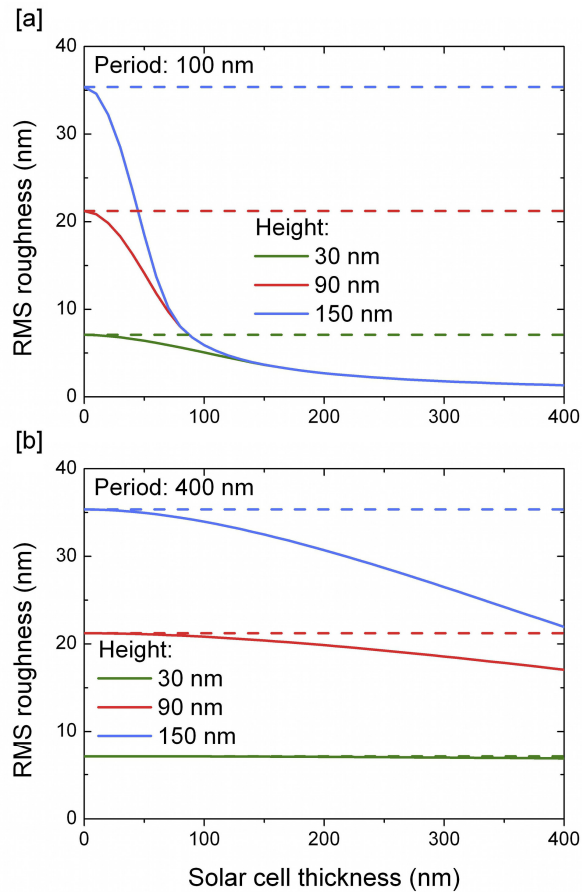 [a]
40
Period: 100 nm
30
20
10
0
RMS roughness (nm)
Height:
30 nm
90 nm
150 nm
0 100 200 300 400
[b]
40
Period: 400 nm
30
20
10
0
RMS roughness (nm)
Height:
30 nm
90 nm
150 nm
0 100 200 300 400
Solar cell thickness (nm)